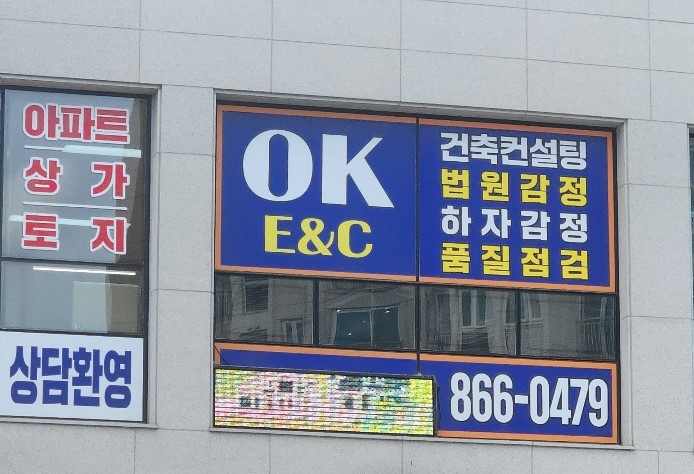 아파트
상 가
토 지
상담환영
OK
E&C
건축컨설팅
법원감정
하자감정
품질점검
866-0479